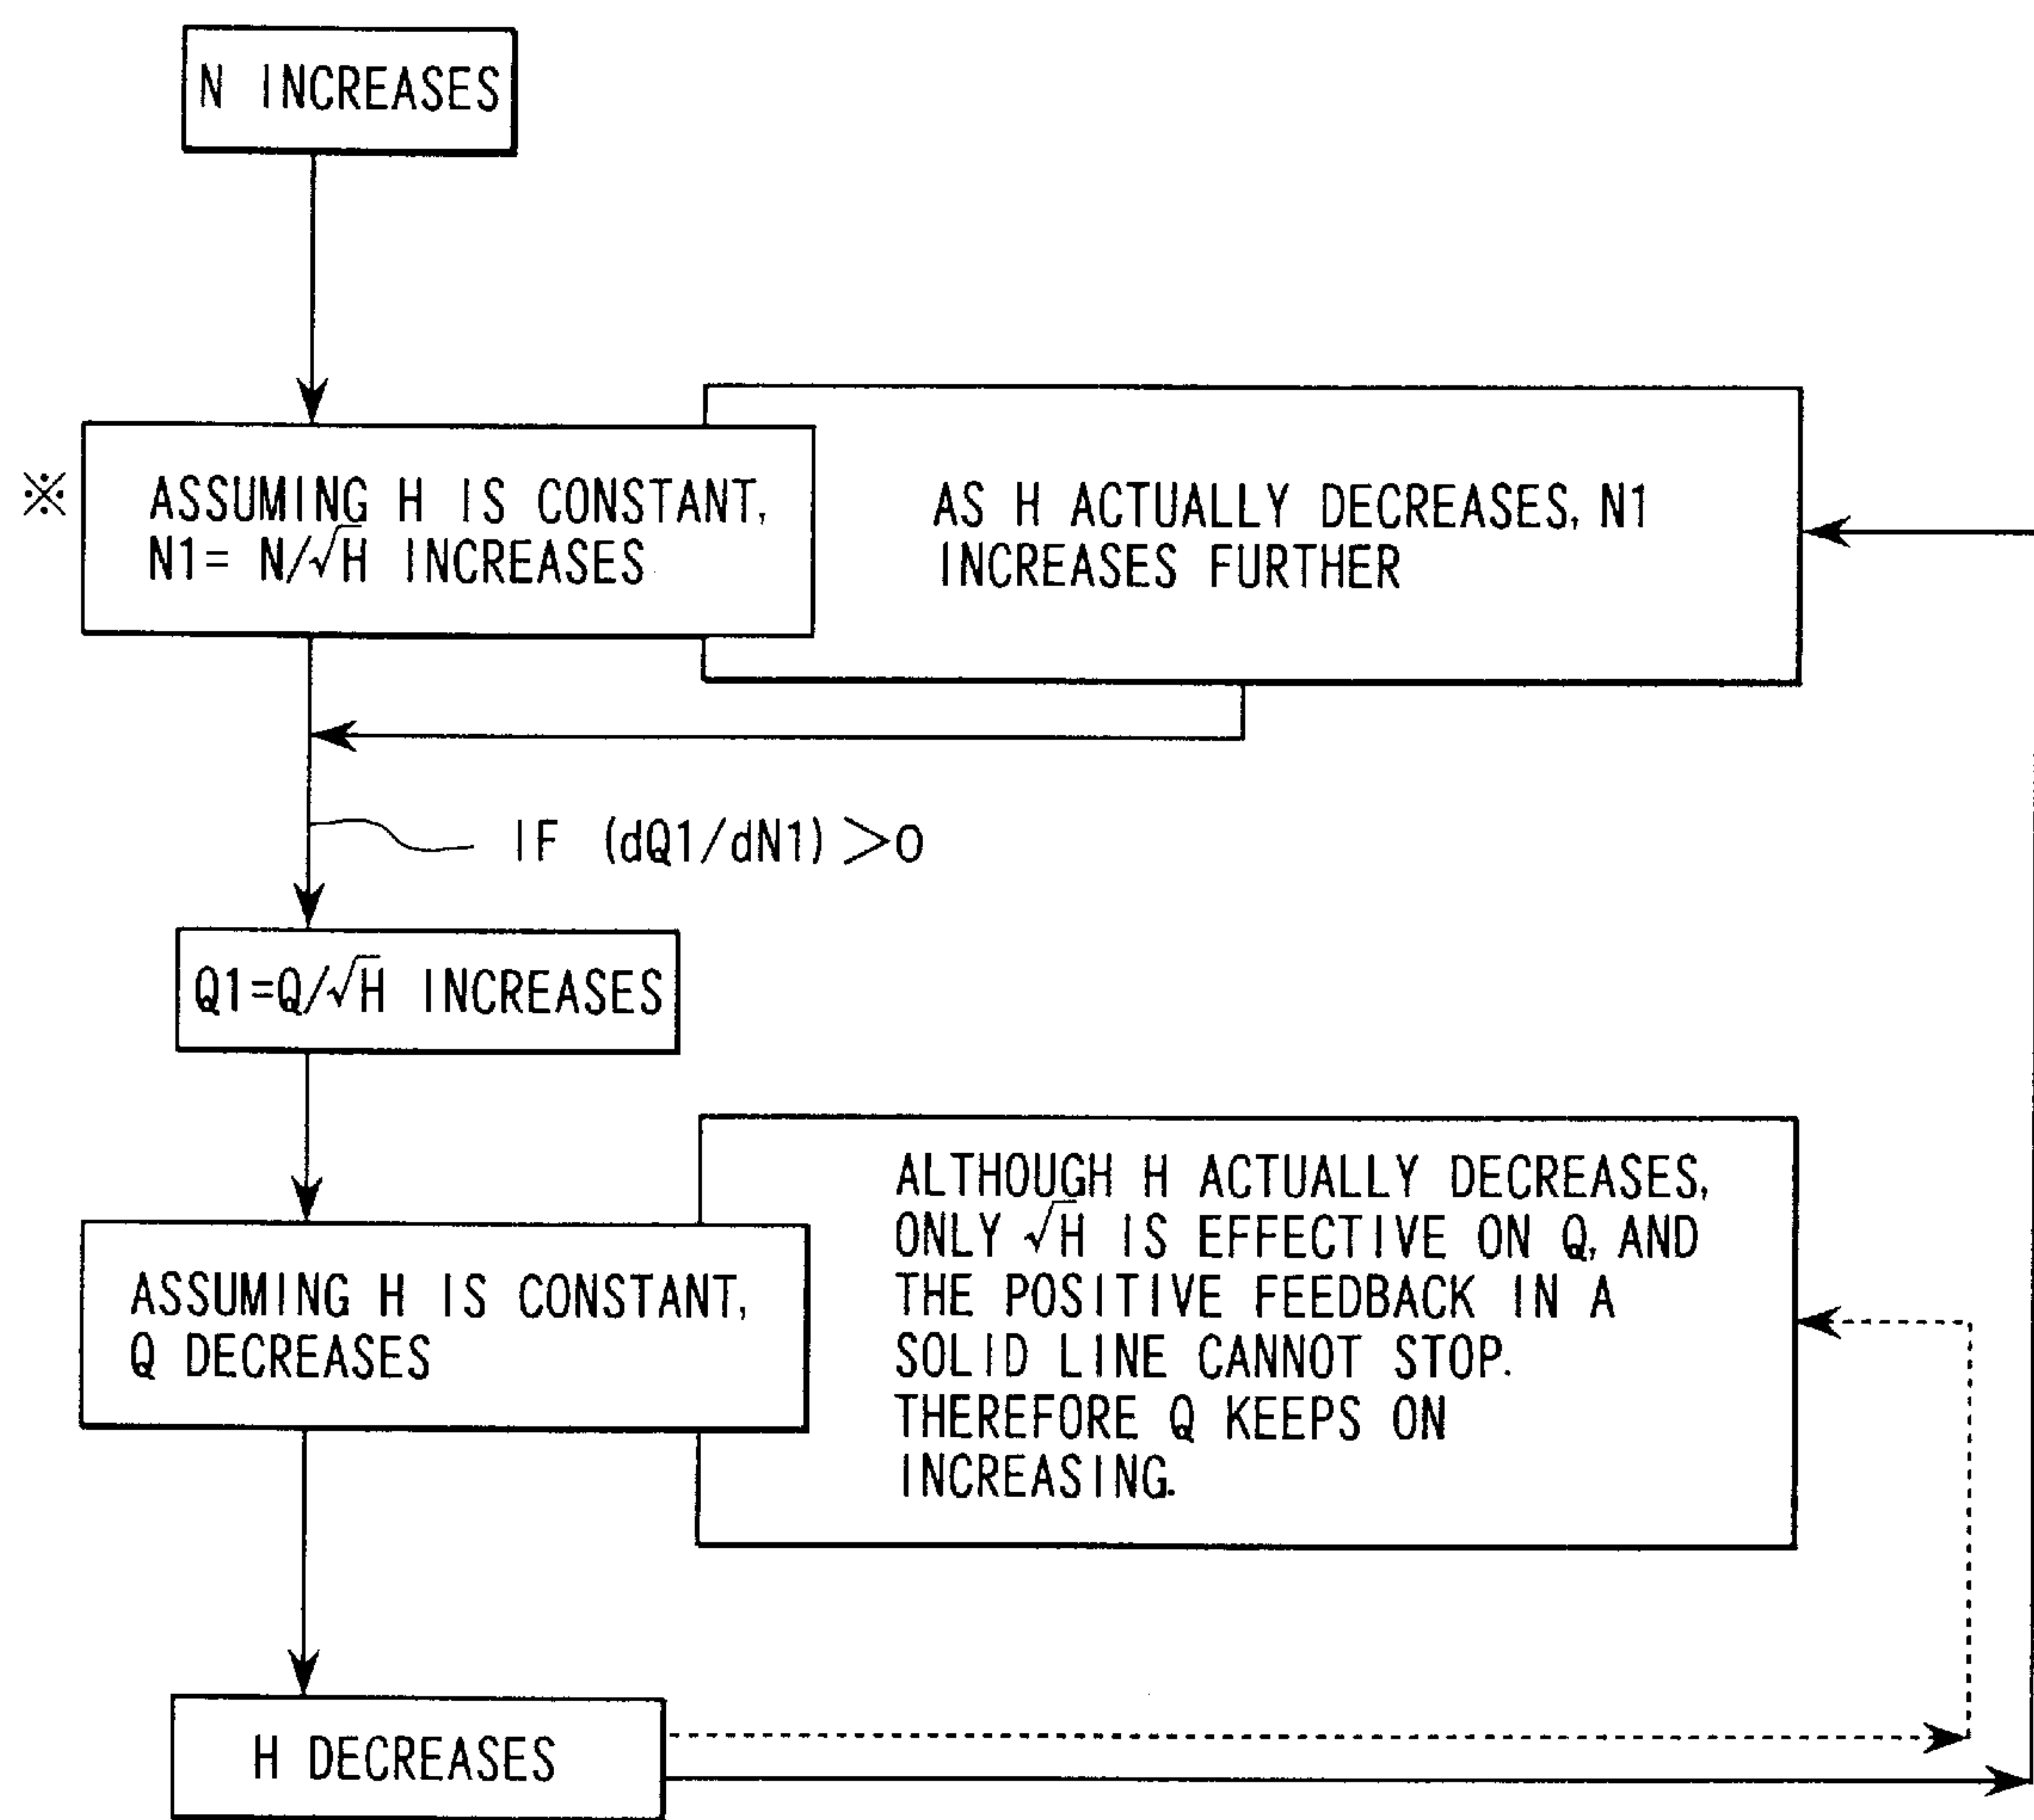 N INCREASES
※
ASSUMING H IS CONSTANT,
N1= N/√H INCREASES
AS H ACTUALLY DECREASES, N1
INCREASES FURTHER
IF (dQ1/dN1) >0
Q1=Q/√H INCREASES
ASSUMING H IS CONSTANT,
Q DECREASES
ALTHOUGH H ACTUALLY DECREASES,
ONLY √H IS EFFECTIVE ON Q, AND
THE POSITIVE FEEDBACK IN A
SOLID LINE CANNOT STOP.
THEREFORE Q KEEPS ON
INCREASING.
H DECREASES